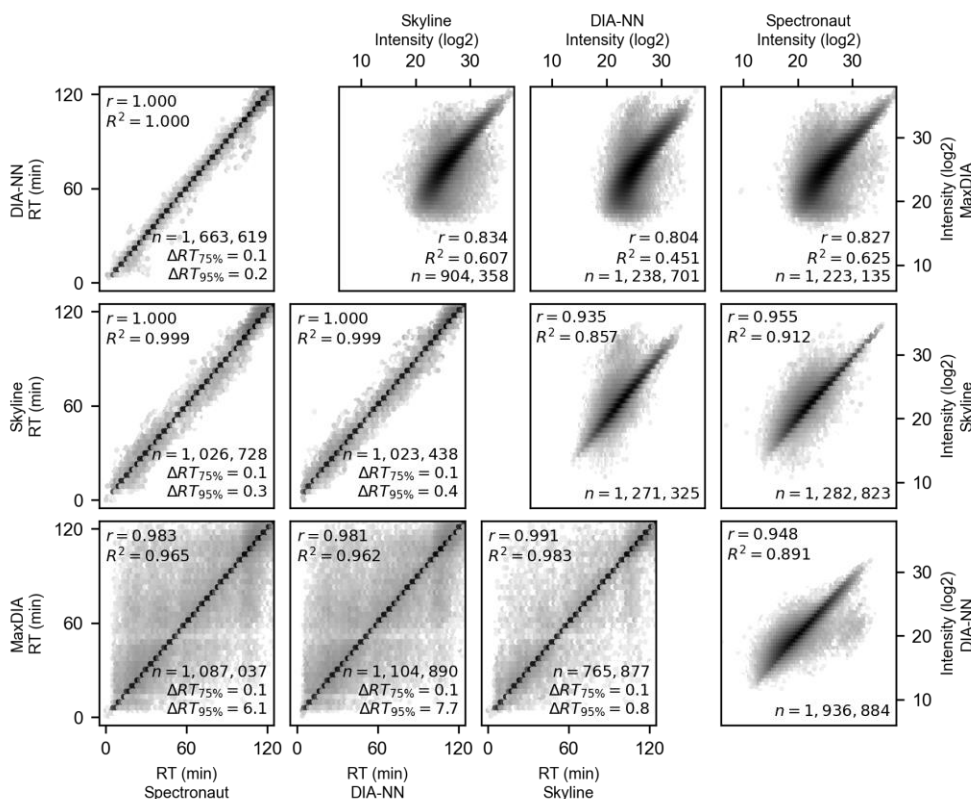 Skyline
Intensity (log2)
10 20 30
DIA-NN
Intensity (log2)
10 20 30
Spectronaut
Intensity (log2)
10 20 30
DIA-NN
RT (min)
120
60
0
r = 1.000
R² = 1.000
n = 1,663,619
ΔRT75% = 0.1
ΔRT95% = 0.2
r = 0.834
R² = 0.607
n = 904,358
r = 0.804
R² = 0.451
n = 1,238,701
r = 0.827
R² = 0.625
n = 1,223,135
30
20
10
Intensity (log2)
MaxDIA
Skyline
RT (min)
120
60
0
r = 1.000
R² = 0.999
n = 1,026,728
ΔRT75% = 0.1
ΔRT95% = 0.3
r = 1.000
R² = 0.999
n = 1,023,438
ΔRT75% = 0.1
ΔRT95% = 0.4
r = 0.935
R² = 0.857
n = 1,271,325
r = 0.955
R² = 0.912
n = 1,282,823
30
20
10
Intensity (log2)
Skyline
MaxDIA
RT (min)
120
60
0
r = 0.983
R² = 0.965
n = 1,087,037
ΔRT75% = 0.1
ΔRT95% = 6.1
r = 0.981
R² = 0.962
n = 1,104,890
ΔRT75% = 0.1
ΔRT95% = 7.7
r = 0.991
R² = 0.983
n = 765,877
ΔRT75% = 0.1
ΔRT95% = 0.8
r = 0.948
R² = 0.891
n = 1,936,884
30
20
10
Intensity (log2)
DIA-NN
0 60 120
RT (min)
Spectronaut
0 60 120
RT (min)
DIA-NN
0 60 120
RT (min)
Skyline